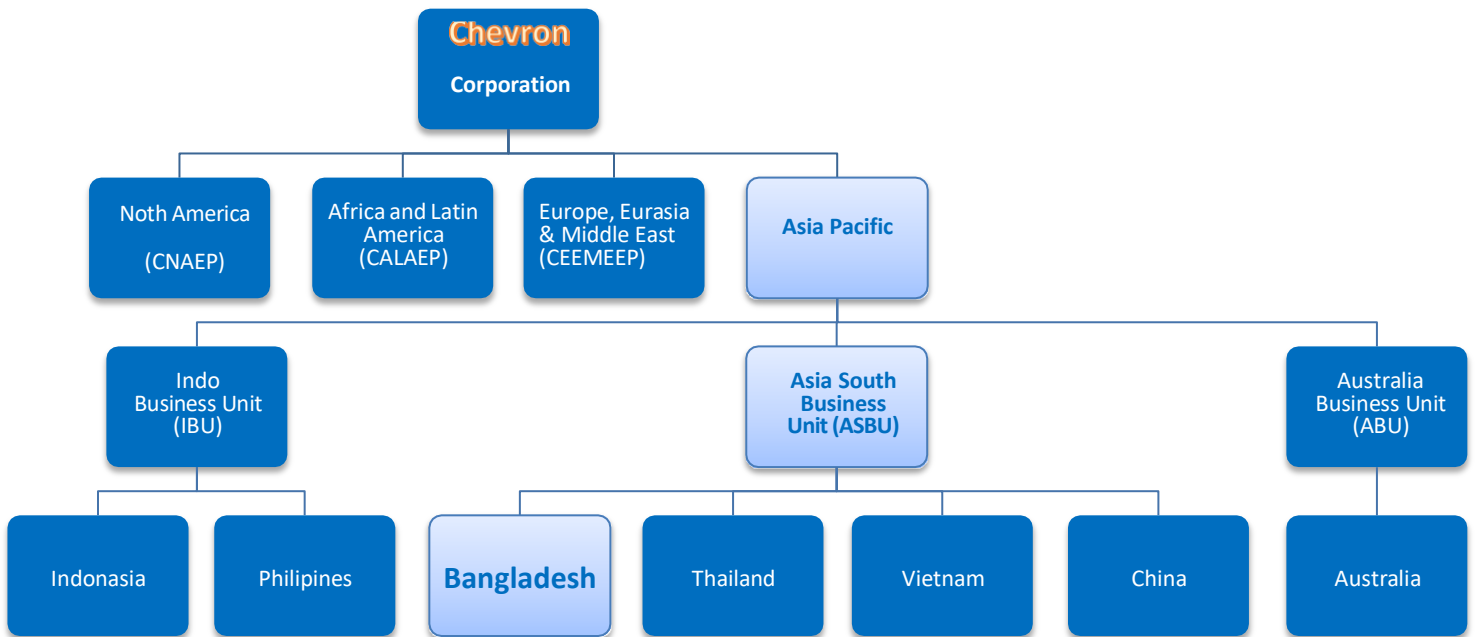 Chevron
Corporation
Noth America
(CNAEP)
Africa and Latin
America
(CALAEP)
Europe, Eurasia
& Middle East
(CEEMEEP)
Asia Pacific
Indo
Business Unit
(IBU)
Asia South
Business
Unit (ASBU)
Australia
Business Unit
(ABU)
Indonasia
Philipines
Bangladesh
Thailand
Vietnam
China
Australia